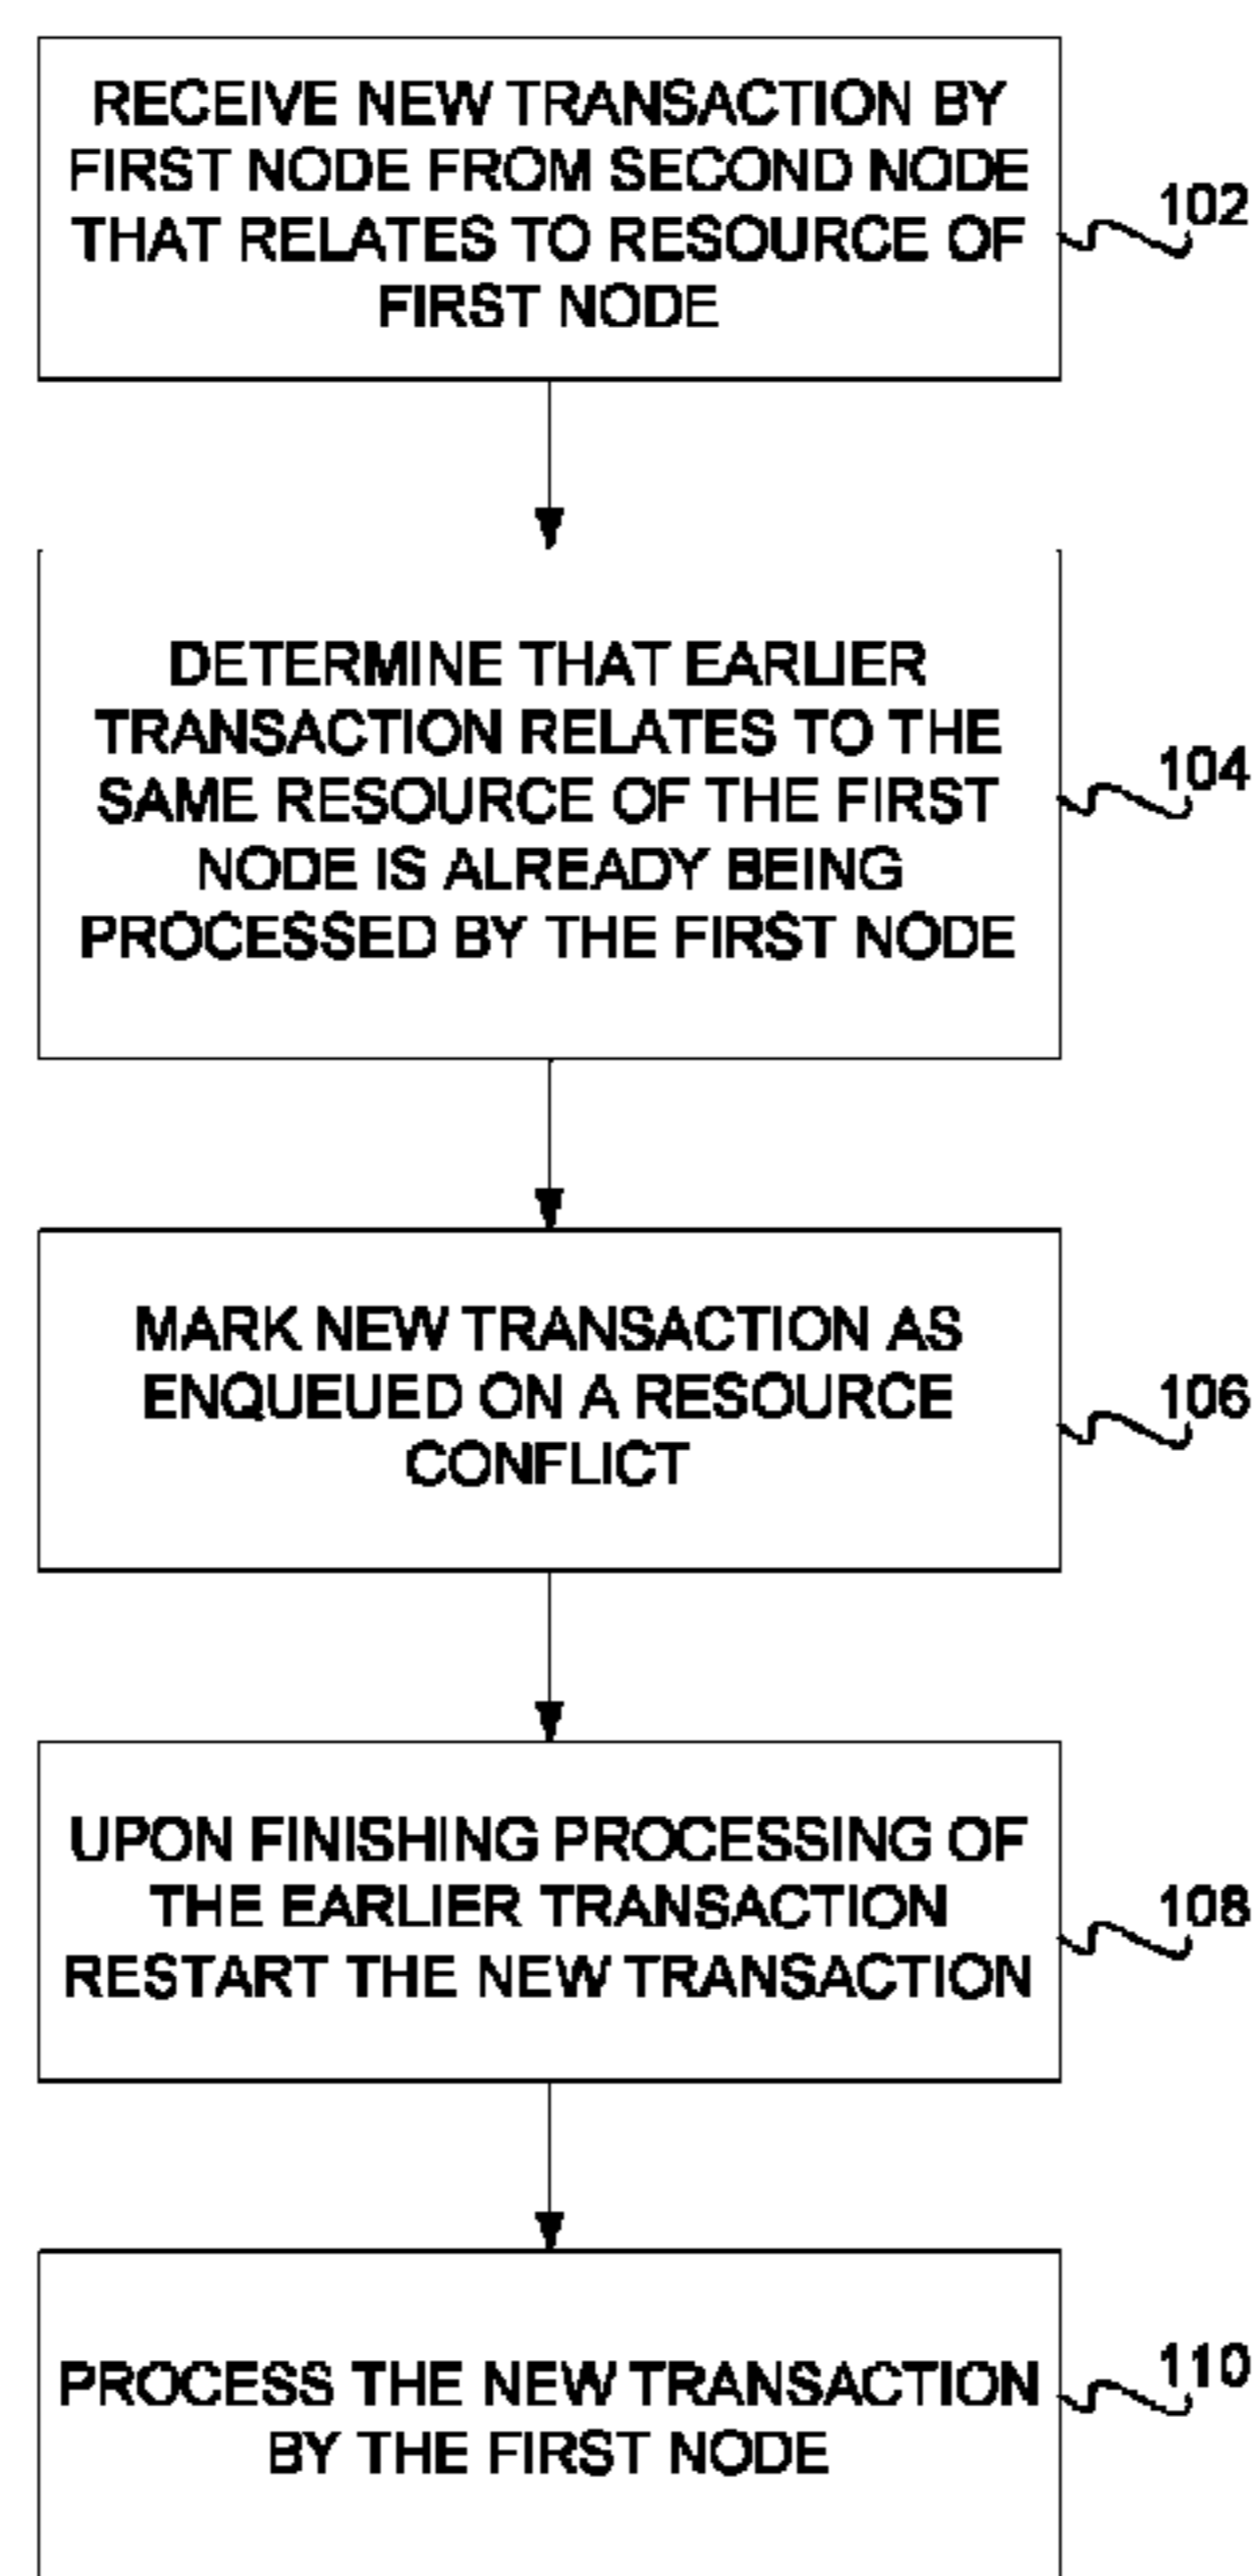 RECEIVE NEW TRANSACTION BY
FIRST NODE FROM SECOND NODE
THAT RELATES TO RESOURCE OF
FIRST NODE
102
DETERMINE THAT EARLIER
TRANSACTION RELATES TO THE
SAME RESOURCE OF THE FIRST
NODE IS ALREADY BEING
PROCESSED BY THE FIRST NODE
104
MARK NEW TRANSACTION AS
ENQUEUED ON A RESOURCE
CONFLICT
106
UPON FINISHING PROCESSING OF
THE EARLIER TRANSACTION
RESTART THE NEW TRANSACTION
108
PROCESS THE NEW TRANSACTION
BY THE FIRST NODE
110